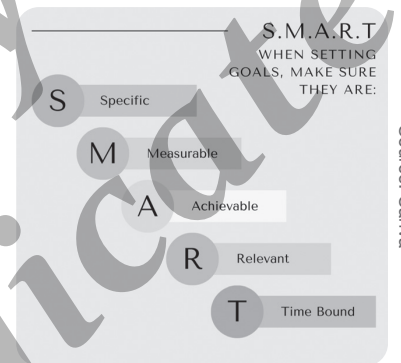 S.M.A.R.T
WHEN SETTING
GOALS, MAKE SURE
THEY ARE:
S Specific
M Measurable
A Achievable
R Relevant
T Time Bound